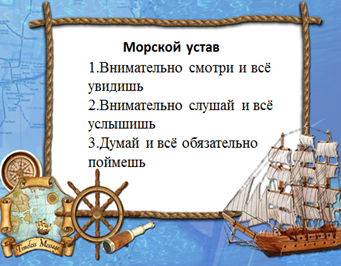 Морской устав
1.Внимательно смотри и всё
увидишь
2.Внимательно слушай и всё
услышишь
3.Думай и всё обязательно
поймешь